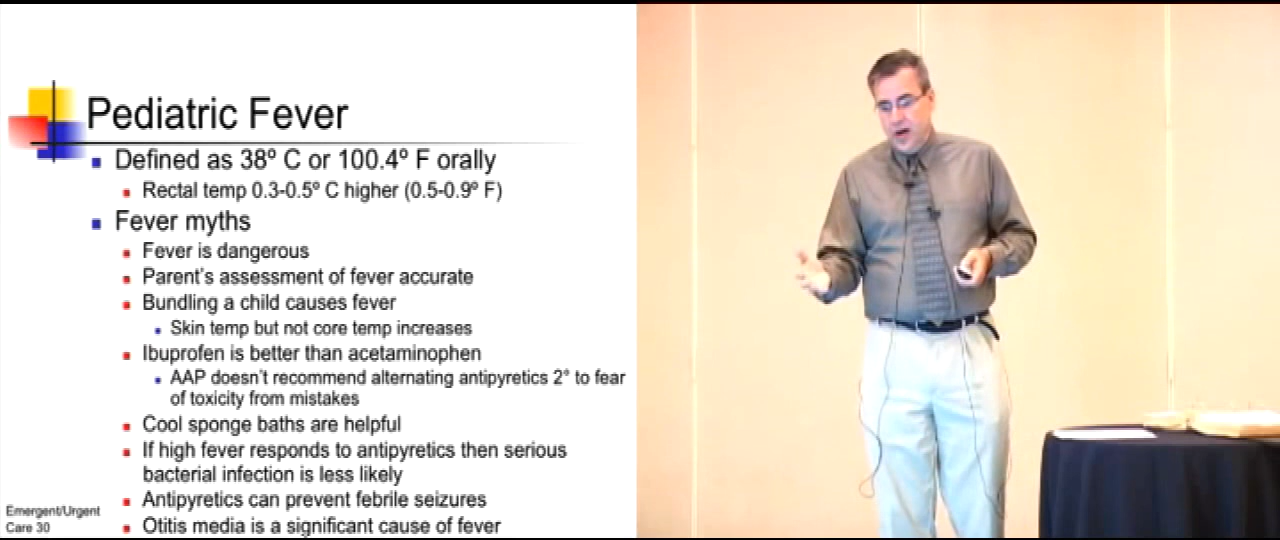 Pediatric Fever
Defined as 38º C or 100.4º F orally
Rectal temp 0.3-0.5º C higher (0.5-0.9º F)
Fever myths
Fever is dangerous
Parent's assessment of fever accurate
Bundling a child causes fever
Skin temp but not core temp increases
Ibuprofen is better than acetaminophen
AAP doesn't recommend alternating antipyretics 2° to fear
of toxicity from mistakes
Cool sponge baths are helpful
If high fever responds to antipyretics then serious
bacterial infection is less likely
Antipyretics can prevent febrile seizures
Otitis media is a significant cause of fever
Emergent/Urgent
Care 30